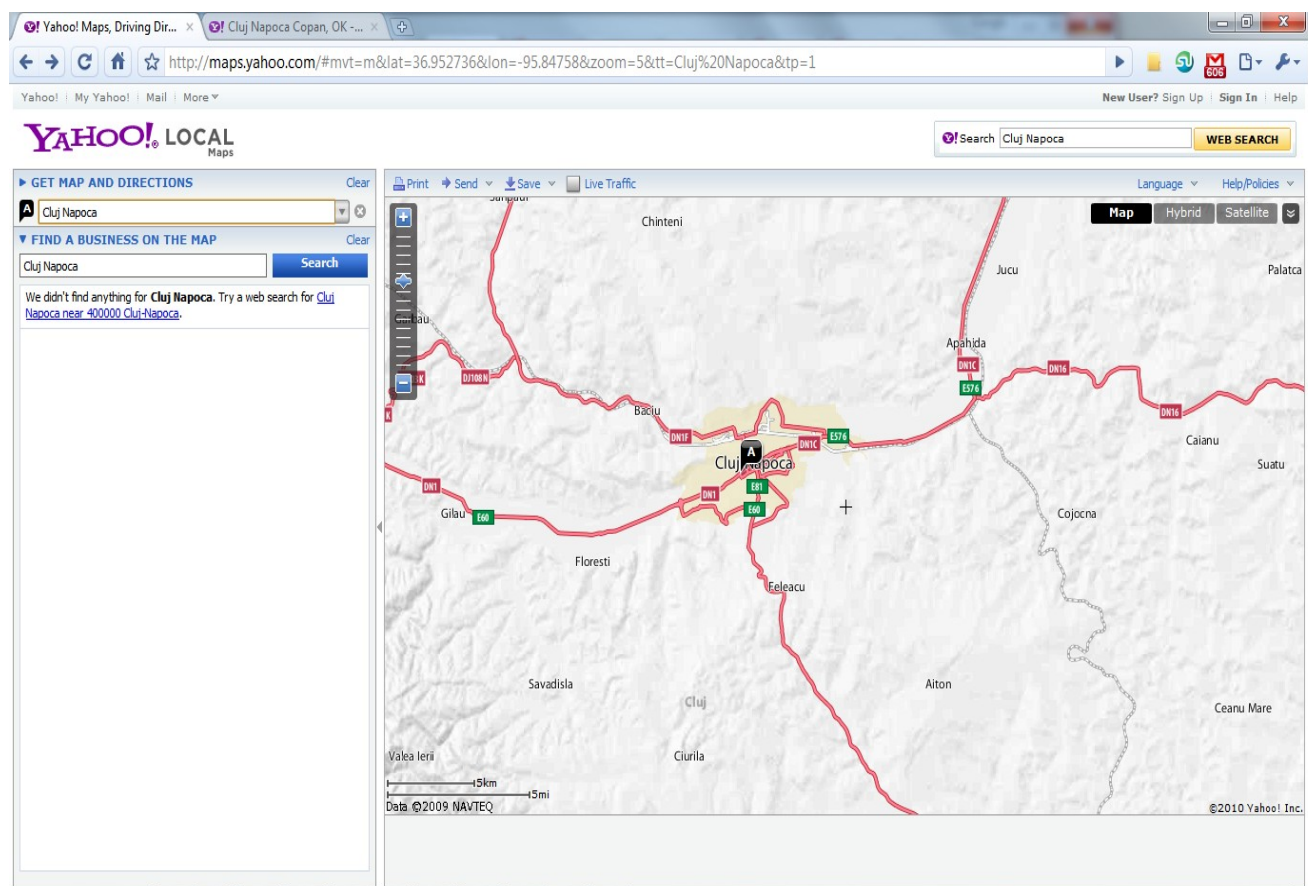 Yahoo! Maps, Driving Dir...
Cluj Napoca Copan, OK -...
http://maps.yahoo.com/#mvt=m&lat=36.952736&lon=-95.84758&zoom=5&tt=Cluj%20Napoca&tp=1
606
Yahoo! My Yahoo! Mail More
New User? Sign Up Sign In Help
YAHOO!® LOCAL
Maps
Y! Search Cluj Napoca WEB SEARCH
GET MAP AND DIRECTIONS Clear
A Cluj Napoca
FIND A BUSINESS ON THE MAP Clear
Cluj Napoca Search
We didn't find anything for Cluj Napoca. Try a web search for Cluj
Napoca near 400000 Cluj-Napoca.
Print Send Save Live Traffic
Language Help/Policies
Map Hybrid Satellite
Chinteni
Jucu
Palatca
Apahida
DN1C
DN16
DJ108N
E576
Baciu
DN16
DN1F
DN1C
E576
Caianu
A
Cluj Napoca
Suatu
DN1
E81
DN1
E60
Gilau
E60
Cojocna
Floresti
Feleacu
Savadisla
Aiton
Cluj
Ceanu Mare
Valea Ierii
Ciurila
5km
5mi
Data ©2009 NAVTEQ
©2010 Yahoo! Inc.